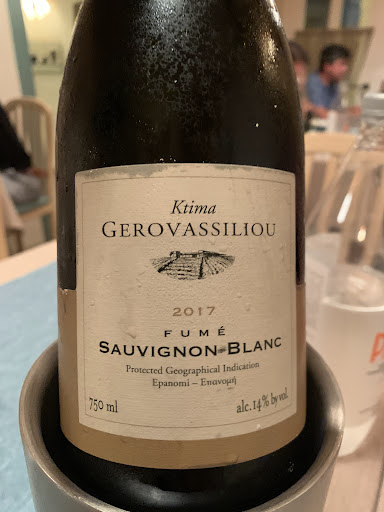 Ktima
GEROVASSILIOU
2017
FUMÉ
SAUVIGNON-BLANC
Protected Geographical Indication
Epanomi – Επανομή
750 ml
alc. 14% by vol.